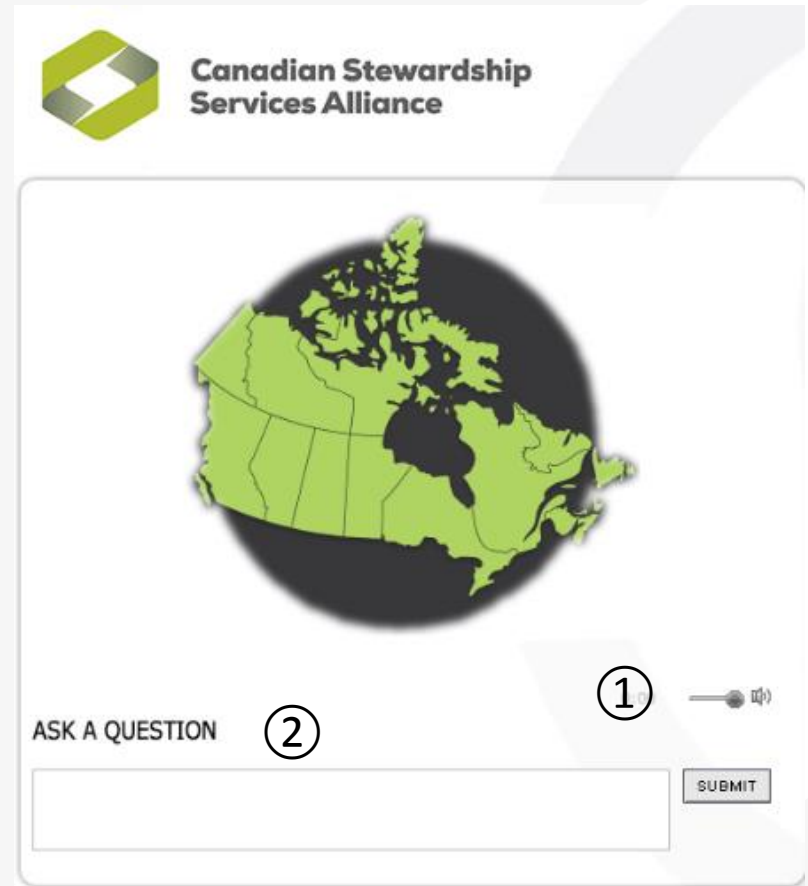 Canadian Stewardship
Services Alliance
①
ASK A QUESTION ②
SUBMIT